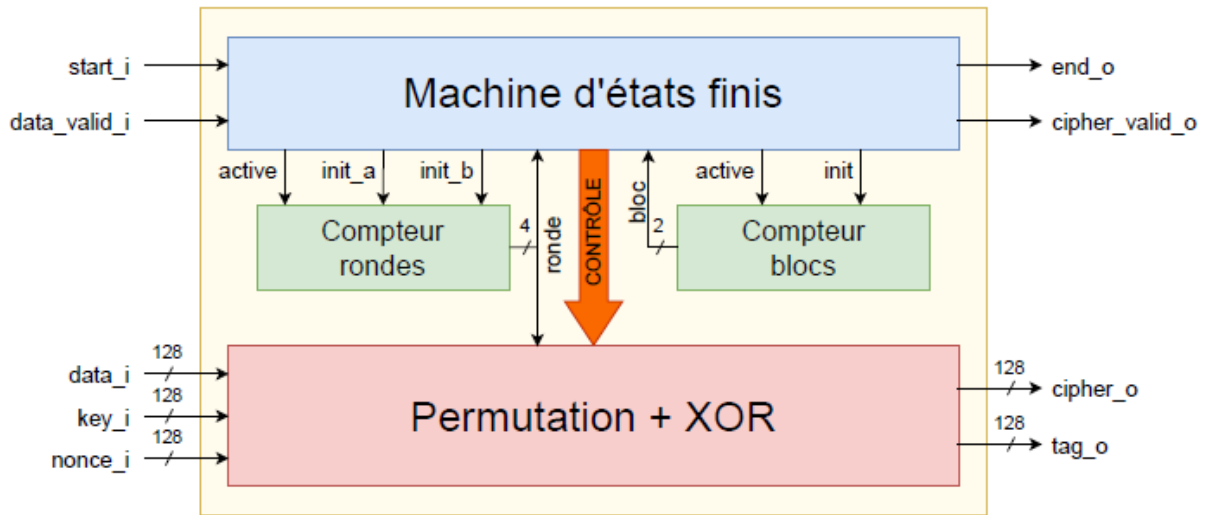 start_i
Machine d'états finis
end_o
data_valid_i
cipher_valid_o
active
init_a
init_b
bloc
active
init
Compteur
rondes
4
ronde
CONTRÔLE
2
Compteur
blocs
128
data_i
128
key_i
128
nonce_i
Permutation + XOR
128
cipher_o
128
tag_o